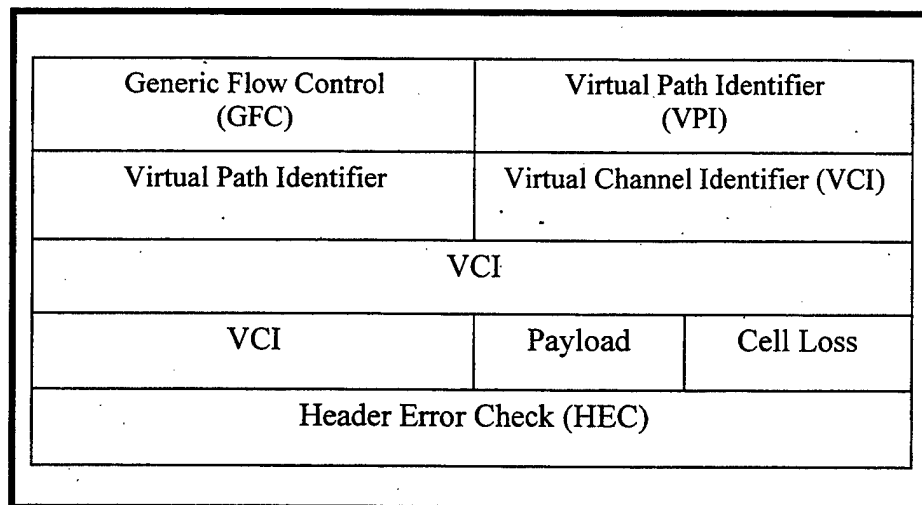 Generic Flow Control
(GFC)
Virtual Path Identifier
(VPI)
Virtual Path Identifier
Virtual Channel Identifier (VCI)
VCI
VCI
Payload
Cell Loss
Header Error Check (HEC)